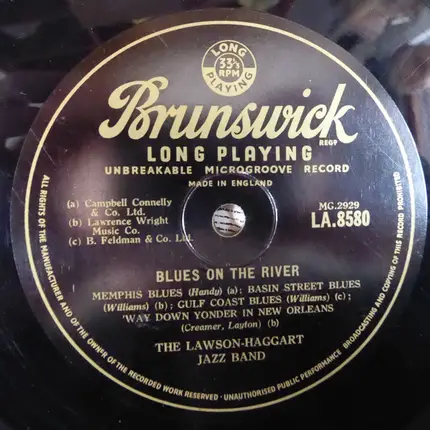 LONG
33⅓
RPM
PLAYING
Brunswick
REGD
LONG PLAYING
UNBREAKABLE MICROGROOVE RECORD
MADE IN ENGLAND
(a) Campbell Connelly
& Co. Ltd.
(b) Lawrence Wright
Music Co.
(c) B. Feldman & Co. Ltd.
MG.2929
LA.8580
BLUES ON THE RIVER
MEMPHIS BLUES (Handy) (a); BASIN STREET BLUES
(Williams) (b); GULF COAST BLUES (Williams) (c);
'WAY DOWN YONDER IN NEW ORLEANS
(Creamer, Layton) (b)
THE LAWSON-HAGGART
JAZZ BAND
ALL RIGHTS OF THE MANUFACTURER AND OF THE OWNER OF THE RECORDED WORK RESERVED · UNAUTHORISED PUBLIC PERFORMANCE BROADCASTING AND COPYING OF THIS RECORD PROHIBITED